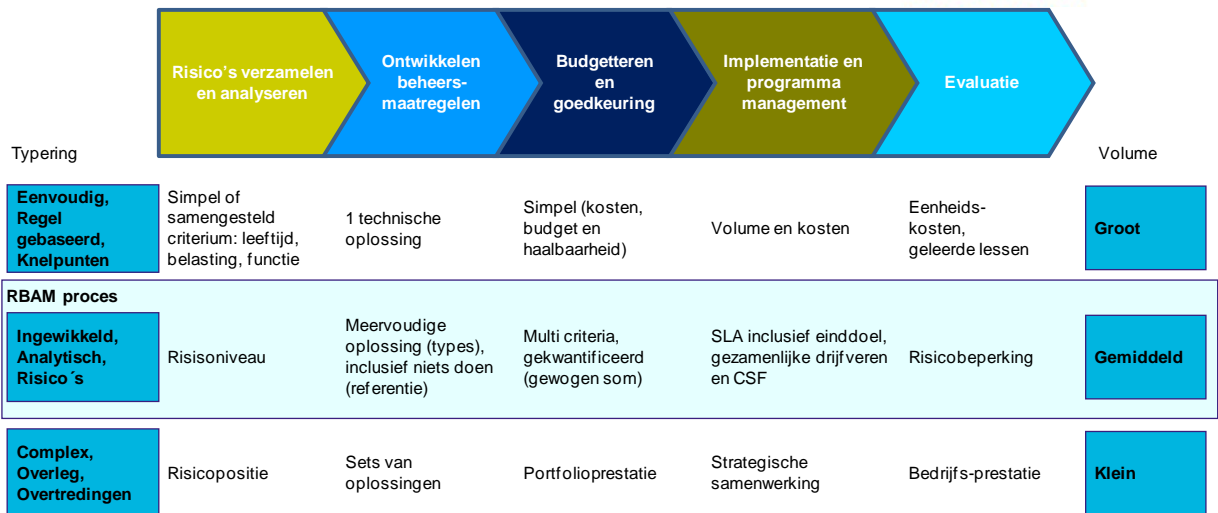 Risico's verzamelen
en analyseren
Ontwikkelen
beheers-
maatregelen
Budgetteren
en
goedkeuring
Implementatie en
programma
management
Evaluatie
Typering
Volume
Eenvoudig,
Regel
gebaseerd,
Knelpunten
Simpel of
samengesteld
criterium: leeftijd,
belasting, functie
1 technische
oplossing
Simpel (kosten,
budget en
haalbaarheid)
Volume en kosten
Eenheids-
kosten,
geleerde lessen
Groot
RBAM proces
Ingewikkeld,
Analytisch,
Risico´s
Risisoniveau
Meervoudige
oplossing (types),
inclusief niets doen
(referentie)
Multi criteria,
gekwantificeerd
(gewogen som)
SLA inclusief einddoel,
gezamenlijke drijfveren
en CSF
Risicobeperking
Gemiddeld
Complex,
Overleg,
Overtredingen
Risicopositie
Sets van
oplossingen
Portfolioprestatie
Strategische
samenwerking
Bedrijfs-prestatie
Klein